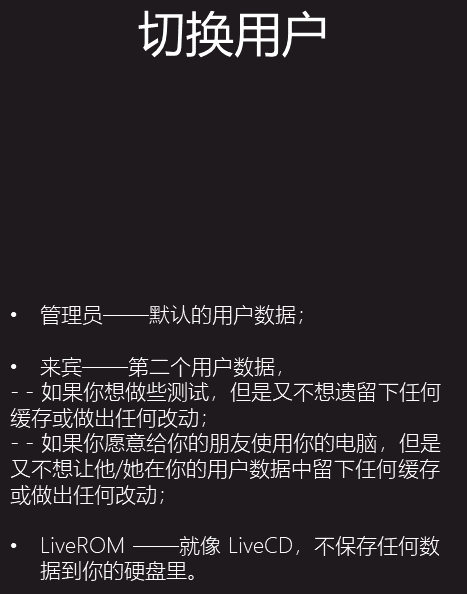 切换用户
• 管理员——默认的用户数据；
• 来宾——第二个用户数据，
- - 如果你想做些测试，但是又不想遗留下任何
缓存或做出任何改动；
- - 如果你愿意给你的朋友使用你的电脑，但是
又不想让他/她在你的用户数据中留下任何缓存
或做出任何改动；
• LiveROM ——就像 LiveCD，不保存任何数
据到你的硬盘里。